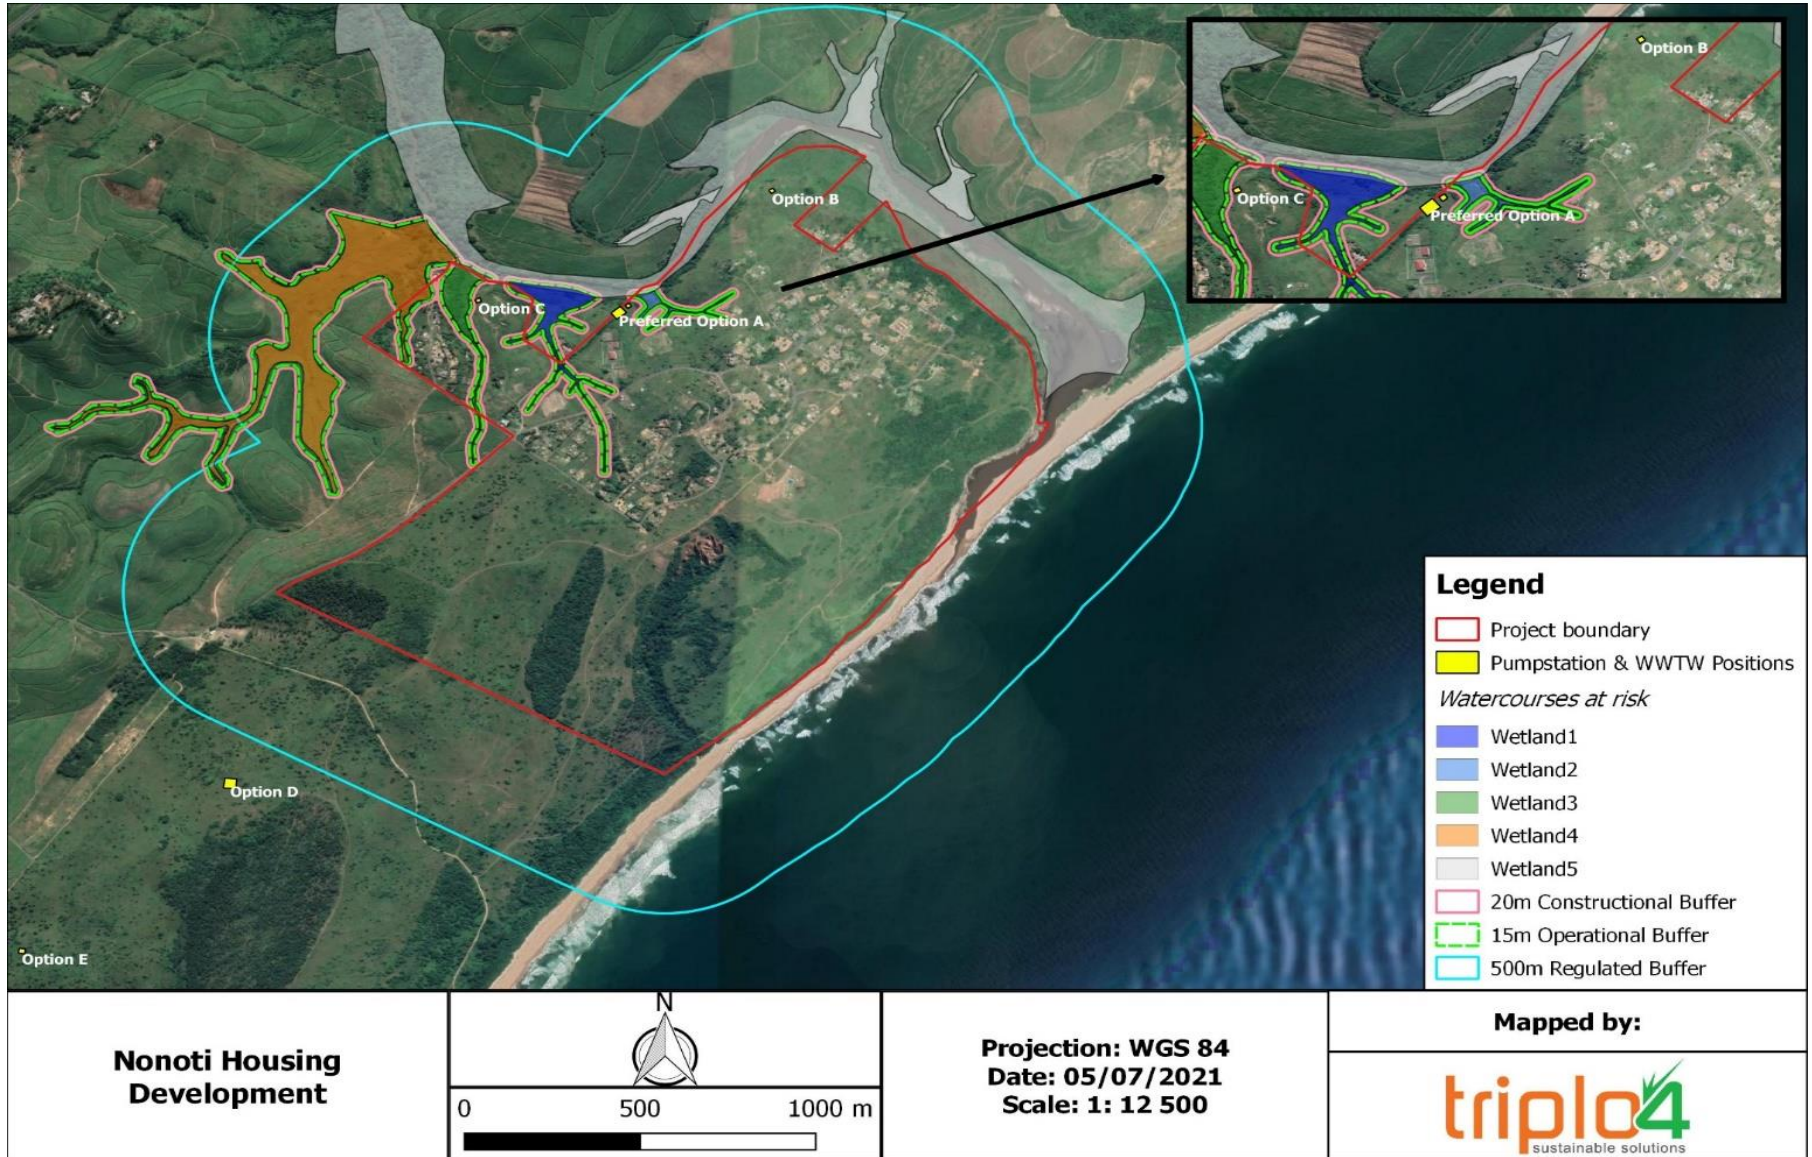 Option B
Option C
Preferred Option A
Option B
Option C
Preferred Option A
Option D
Option E
Legend
Project boundary
Pumpstation & WWTW Positions
Watercourses at risk
Wetland1
Wetland2
Wetland3
Wetland4
Wetland5
20m Constructional Buffer
15m Operational Buffer
500m Regulated Buffer
Nonoti Housing
Development
N
0 500 1000 m
Projection: WGS 84
Date: 05/07/2021
Scale: 1: 12 500
Mapped by:
triplo4
sustainable solutions